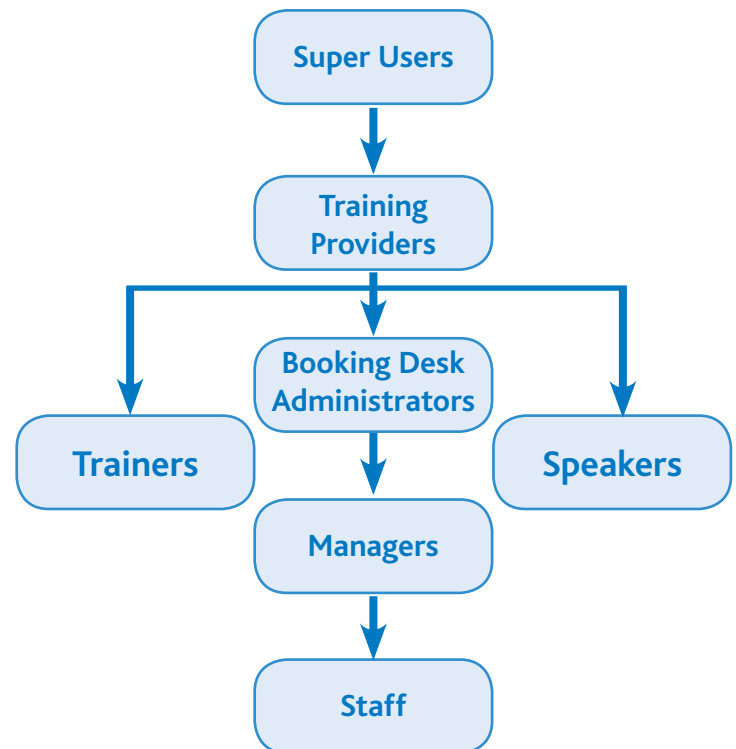 Super Users
Training
Providers
Booking Desk
Administrators
Trainers
Speakers
Managers
Staff